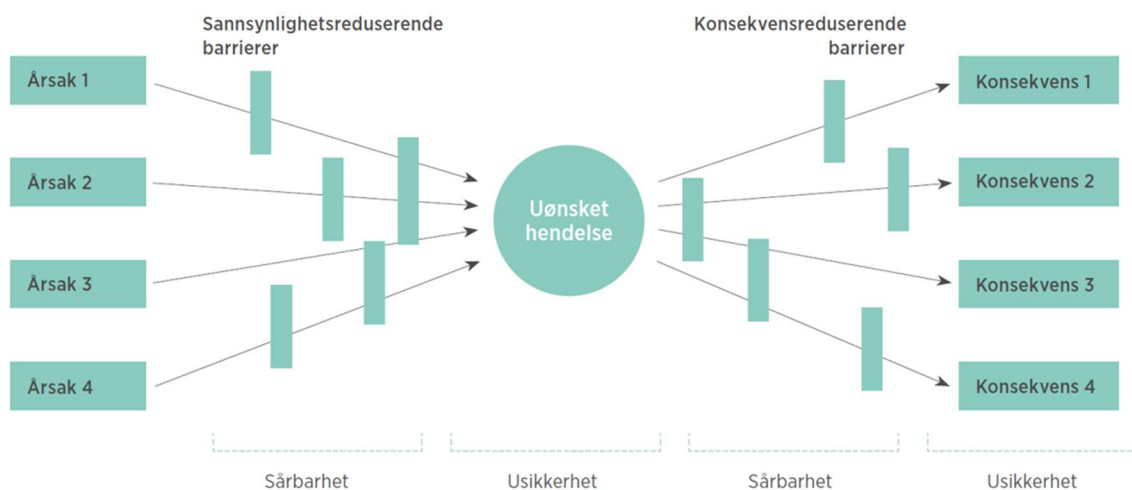 Sannsynlighetsreduserende
barrierer
Konsekvensreduserende
barrierer
Årsak 1
Årsak 2
Årsak 3
Årsak 4
Uønsket
hendelse
Konsekvens 1
Konsekvens 2
Konsekvens 3
Konsekvens 4
Sårbarhet
Usikkerhet
Sårbarhet
Usikkerhet